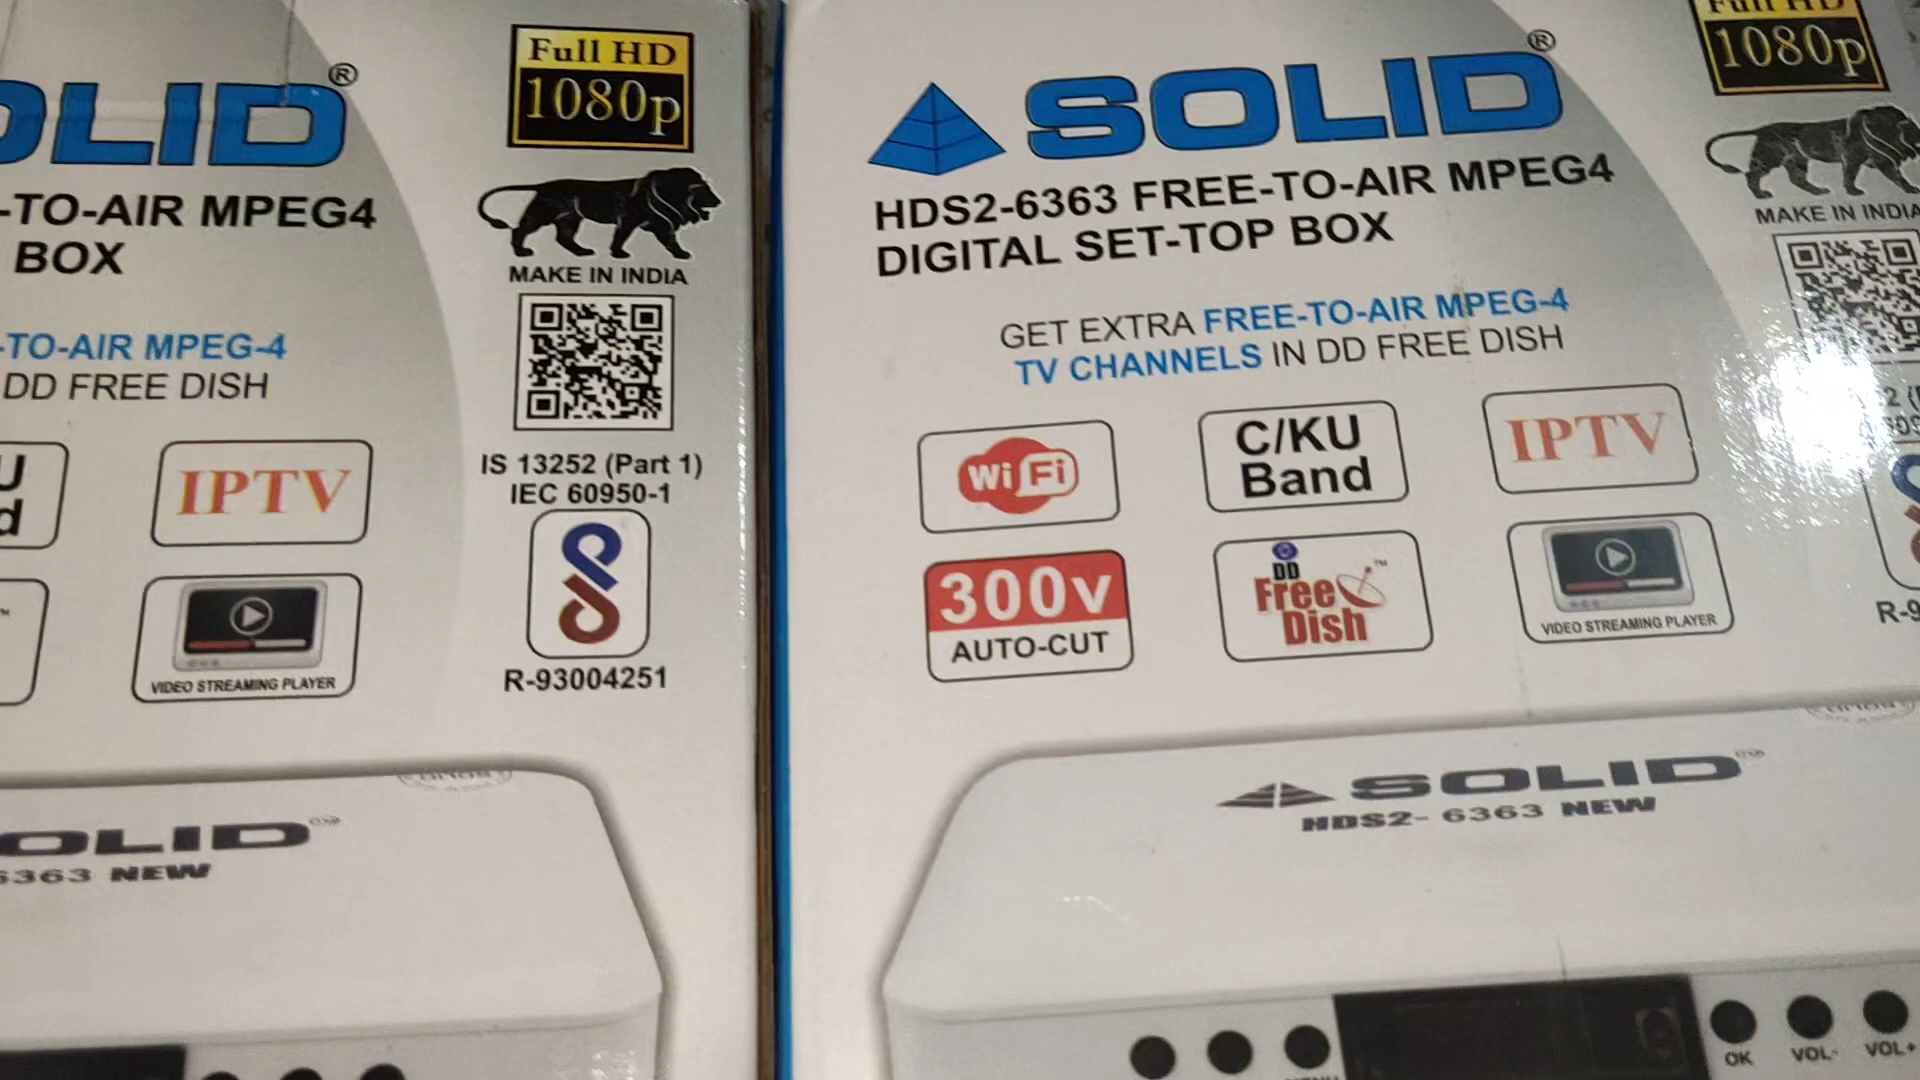 OLID®
-TO-AIR MPEG4
BOX
-TO-AIR MPEG-4
DD FREE DISH
IPTV
VIDEO STREAMING PLAYER
Full HD
1080p
MAKE IN INDIA
IS 13252 (Part 1)
IEC 60950-1
R-93004251
OLID
6363 NEW
SOLID®
HDS2-6363 FREE-TO-AIR MPEG4
DIGITAL SET-TOP BOX
GET EXTRA FREE-TO-AIR MPEG-4
TV CHANNELS IN DD FREE DISH
WiFi
C/KU
Band
IPTV
300v
AUTO-CUT
DD
Free
Dish™
VIDEO STREAMING PLAYER
Full HD
1080p
MAKE IN INDIA
R-9
SOLID
HDS2- 6363 NEW
OK
VOL-
VOL+